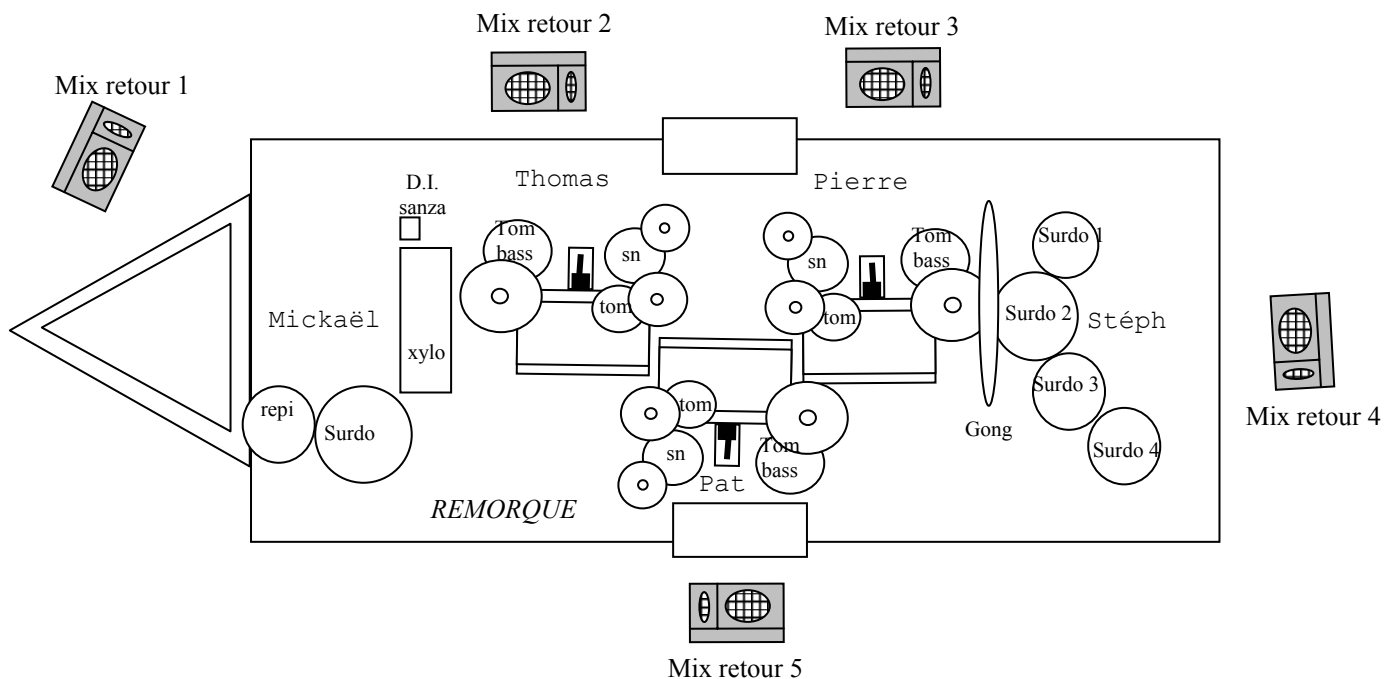 Mix retour 2
Mix retour 3
Mix retour 1
D.I.
sanza
Thomas
Pierre
Tom
bass
sn
tom
sn
tom
Tom
bass
Surdo 1
Surdo 2
Stéph
Mickaël
xylo
Surdo 3
Surdo 4
Gong
Mix retour 4
repi
Surdo
tom
sn
Tom
bass
Pat
REMORQUE
Mix retour 5